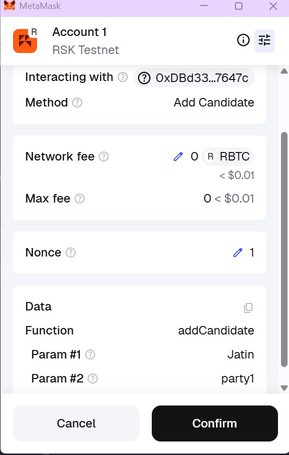 MetaMask
R
Account 1
RSK Testnet
Interacting with 0xDBd33...7647c
Method Add Candidate
Network fee 0 R RBTC
< $0.01
Max fee 0 < $0.01
Nonce 1
Data
Function addCandidate
Param #1 Jatin
Param #2 party1
Cancel Confirm